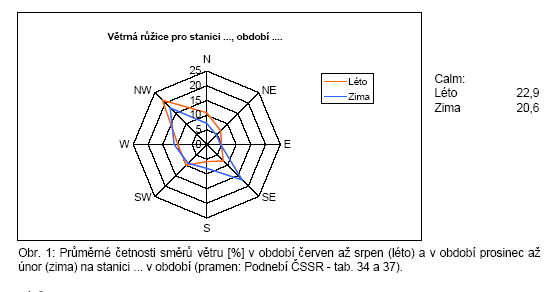 Větrná růžice pro stanici ..., období ....
N
25
20
15
10
5
0
NW
NE
W
E
SW
SE
S
Léto
Zima
Calm:
Léto 22,9
Zima 20,6
Obr. 1: Průměrné četnosti směrů větru [%] v období červen až srpen (léto) a v období prosinec až
únor (zima) na stanici ... v období (pramen: Podnebí ČSSR - tab. 34 a 37).